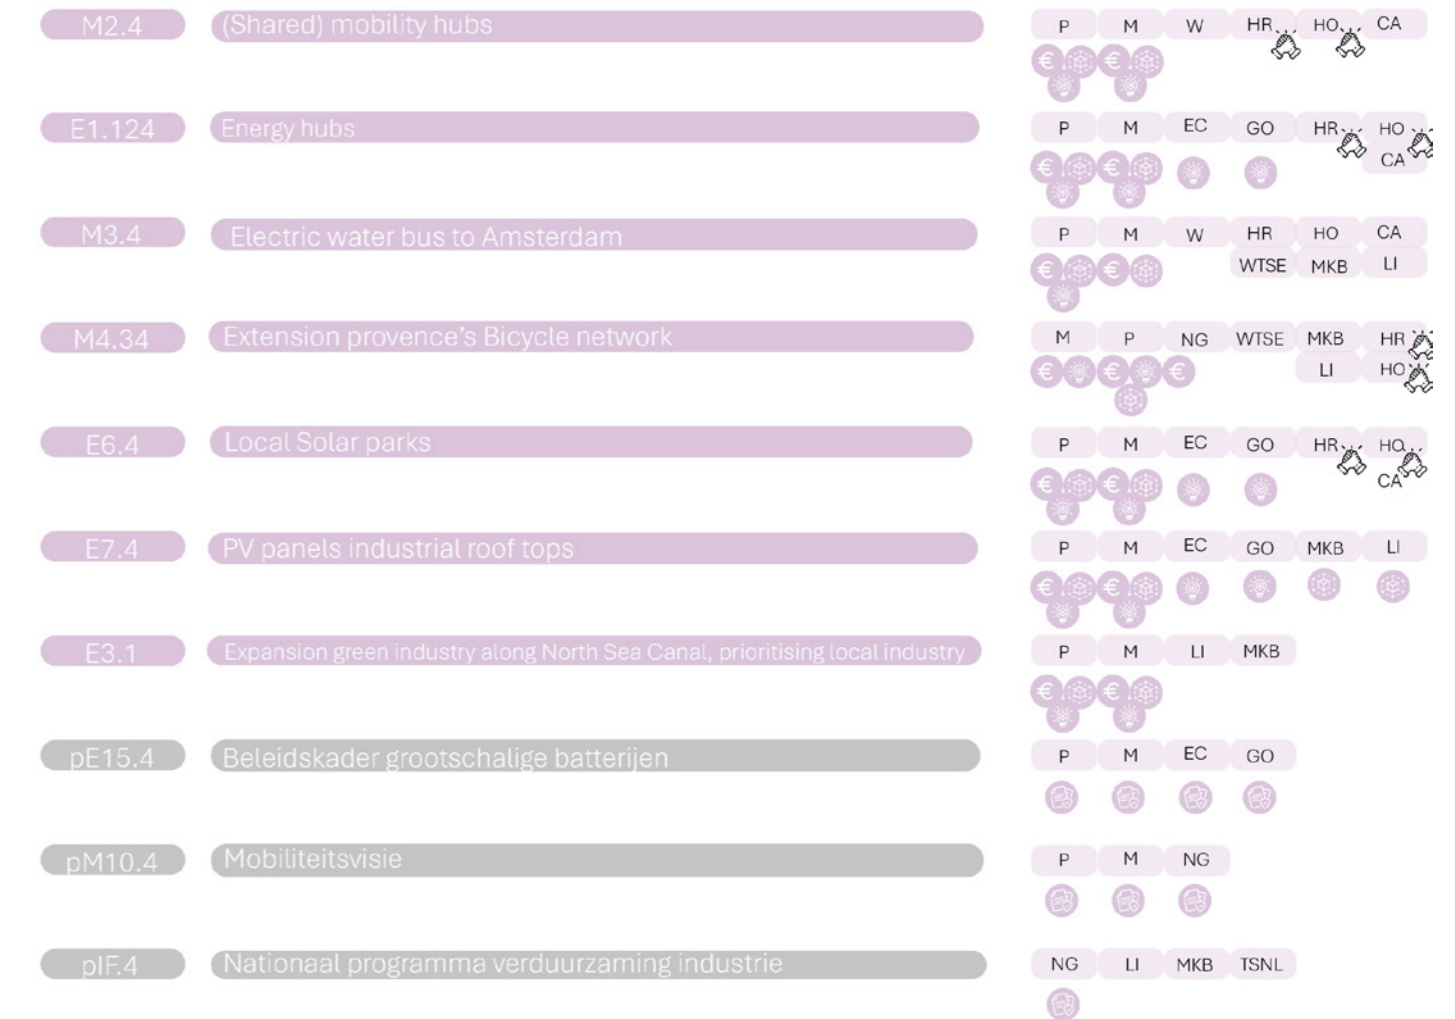 M2.4 (Shared) mobility hubs P M W HR HO CA
€ €
E1.124 Energy hubs P M EC GO HR HO
CA
€ €
M3.4 Electric water bus to Amsterdam P M W HR HO CA
WTSE MKB LI
€ €
M4.34 Extension provence's Bicycle network M P NG WTSE MKB HR
LI HO
€ € €
E6.4 Local Solar parks P M EC GO HR HO
CA
€ €
E7.4 PV panels industrial roof tops P M EC GO MKB LI
€ €
E3.1 Expansion green industry along North Sea Canal, prioritising local industry P M LI MKB
€ €
pE15.4 Beleidskader grootschalige batterijen P M EC GO
pM10.4 Mobiliteitsvisie P M NG
pIF.4 Nationaal programma verduurzaming industrie NG LI MKB TSNL